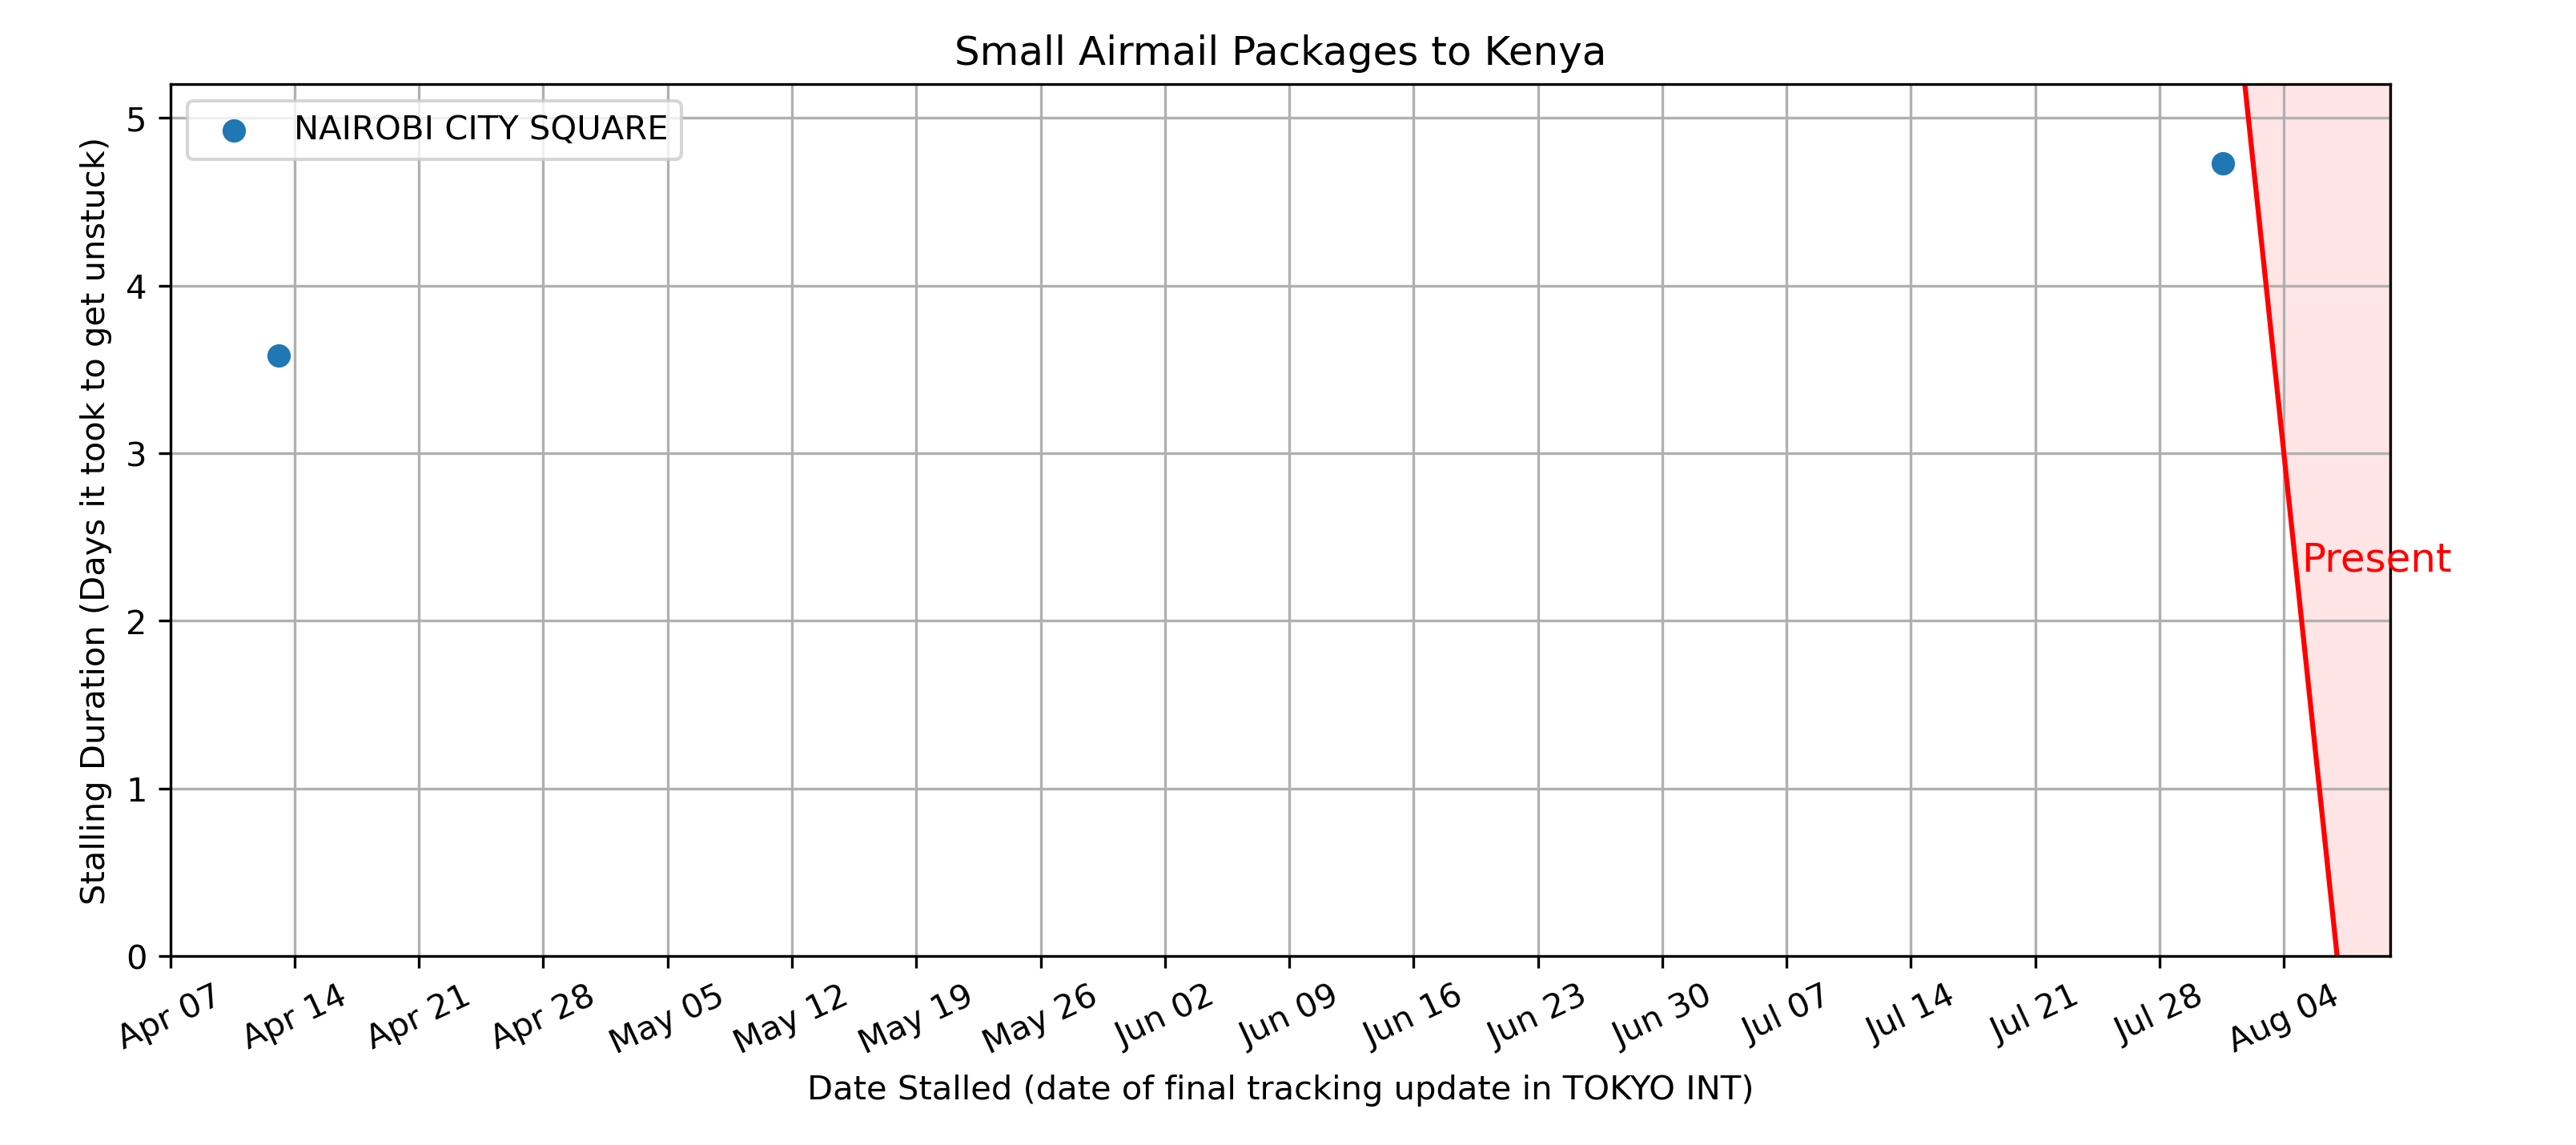 Small Airmail Packages to Kenya
NAIROBI CITY SQUARE
Stalling Duration (Days it took to get unstuck)
5
4
3
2
1
0
Present
Apr 07
Apr 14
Apr 21
Apr 28
May 05
May 12
May 19
May 26
Jun 02
Jun 09
Jun 16
Jun 23
Jun 30
Jul 07
Jul 14
Jul 21
Jul 28
Aug 04
Date Stalled (date of final tracking update in TOKYO INT)